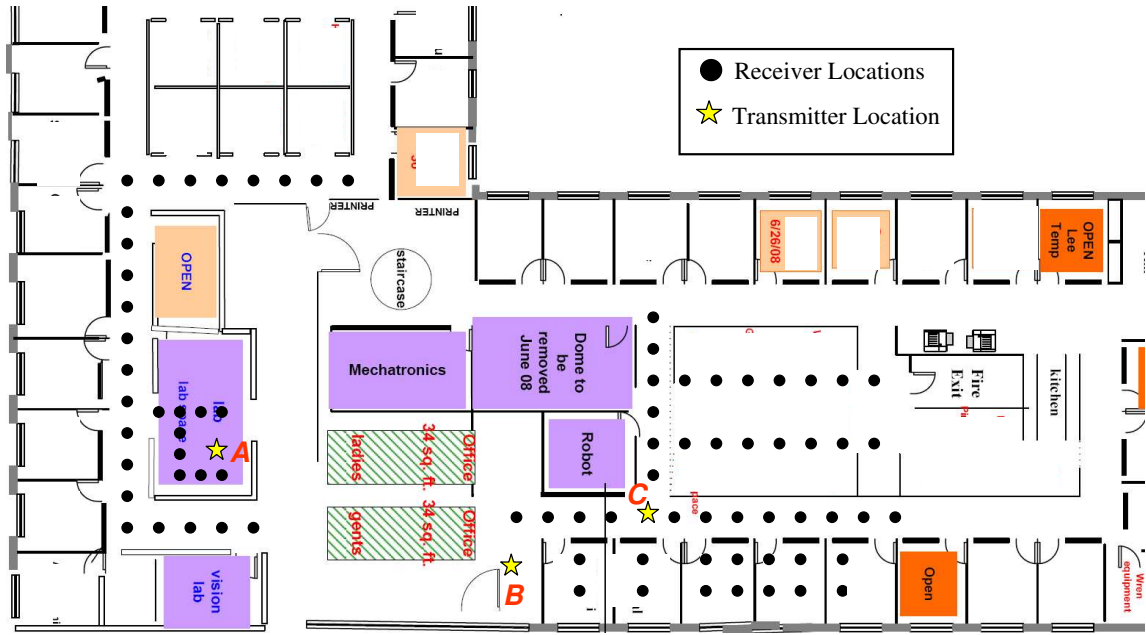 Receiver Locations
Transmitter Location
PRINTER
PRINTER
staircase
OPEN
6/26/08
OPEN
Lee
Temp
Mechatronics
Dome to
be
removed
June 08
lab
lab space
A
Robot
Fire
Exit
kitchen
ladies
34 sq. ft.
Office
gents
34 sq. ft.
Office
C
pace
B
vision
lab
Open
Wren
equipment